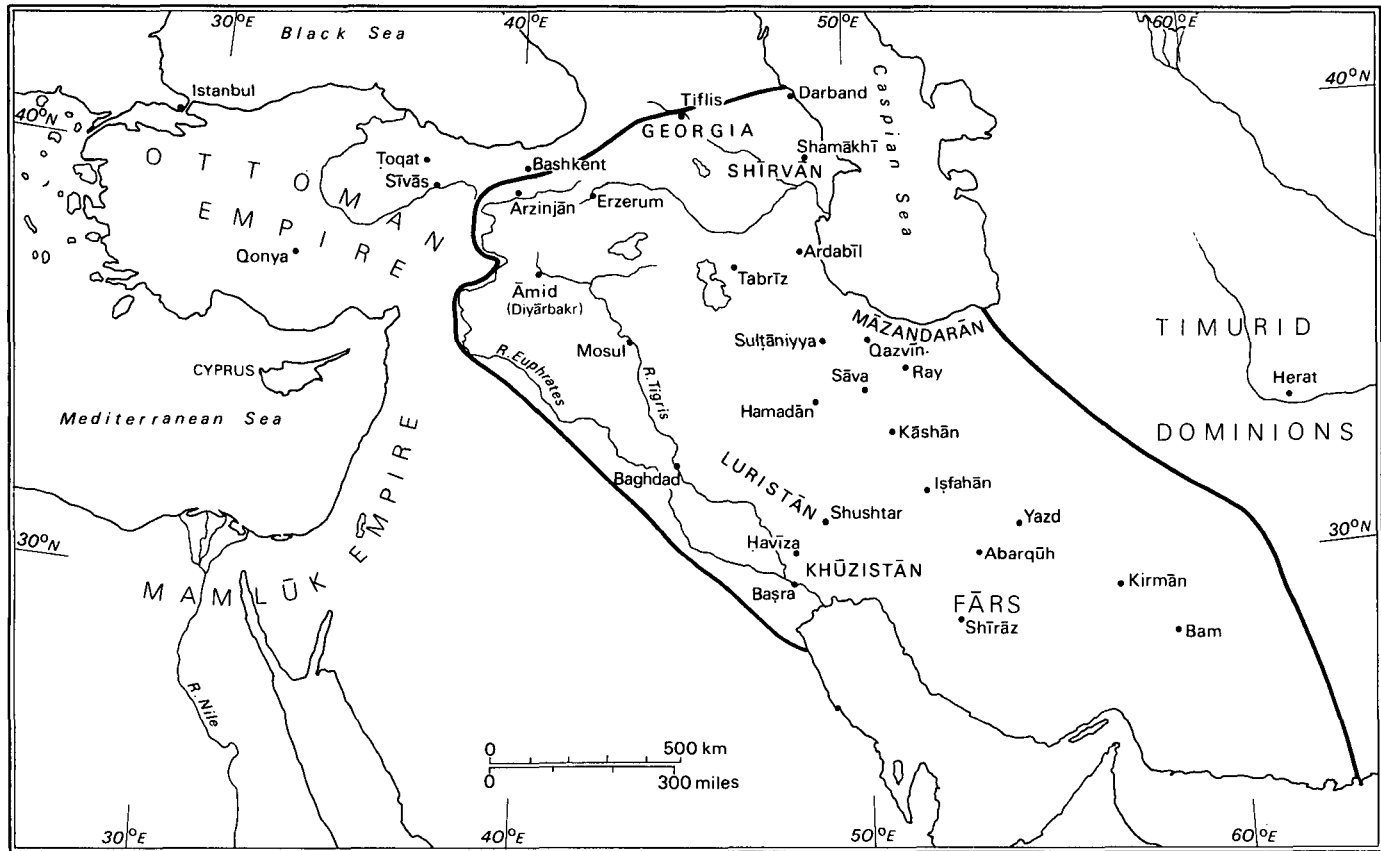 30°E
40°E
50°E
60°E
Black Sea
Caspian Sea
40°N
40°N
Istanbul
Tiflis
Darband
GEORGIA
OTTOMAN
EMPIRE
Ṭoqat
Bashkent
Shamākhī
Sīvās
SHĪRVĀN
Arzinjān
Erzerum
Qonya
Ardabīl
Tabrīz
Āmid
(Diyārbakr)
MĀZANDARĀN
TIMURID
DOMINIONS
Mosul
Sulṭāniyya
Qazvīn
R. Euphrates
Ray
CYPRUS
R. Tigris
Sāva
Herat
Hamadān
Mediterranean Sea
Kāshān
Baghdad
LURISTĀN
Iṣfahān
Shushtar
Yazd
30°N
30°N
Ḥavīza
Abarqūh
MAMLŪK EMPIRE
KHŪZISTĀN
Baṣra
Kirmān
FĀRS
Shīrāz
Bam
R. Nile
0 500 km
0 300 miles
30°E
40°E
50°E
60°E